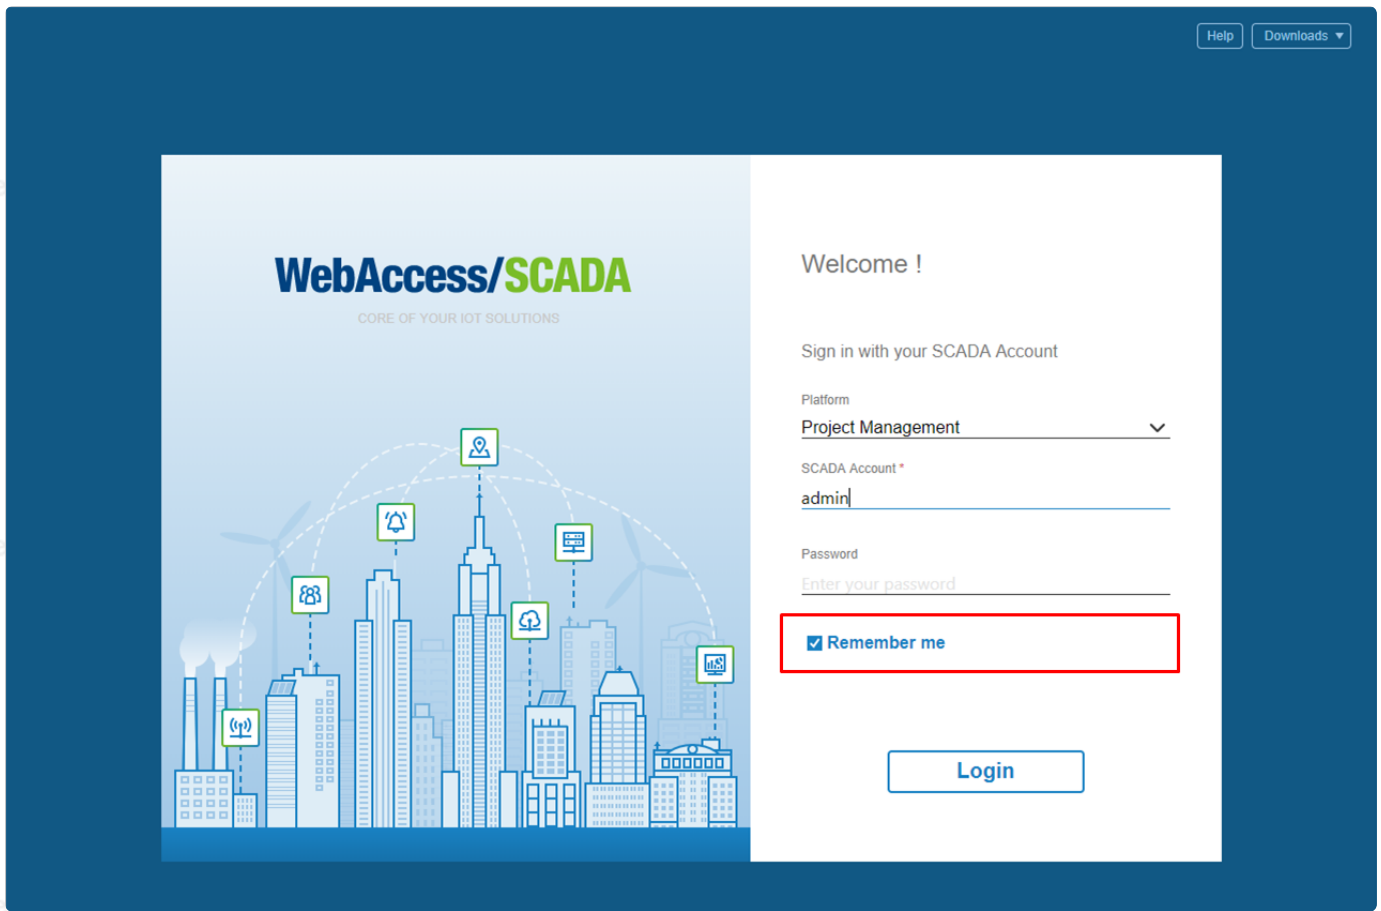 Help
Downloads
WebAccess/SCADA
CORE OF YOUR IOT SOLUTIONS
Welcome !
Sign in with your SCADA Account
Platform
Project Management
SCADA Account *
admin
Password
Enter your password
Remember me
Login